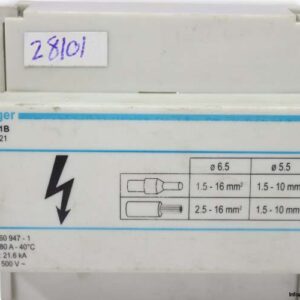 28101
ger
1B
21
ø 6.5 ø 5.5
1.5 - 16 mm² 1.5 - 10 mm²
2.5 - 16 mm² 1.5 - 10 mm²
60 947 - 1
80 A - 40°C
: 21.6 kA
500 V ~